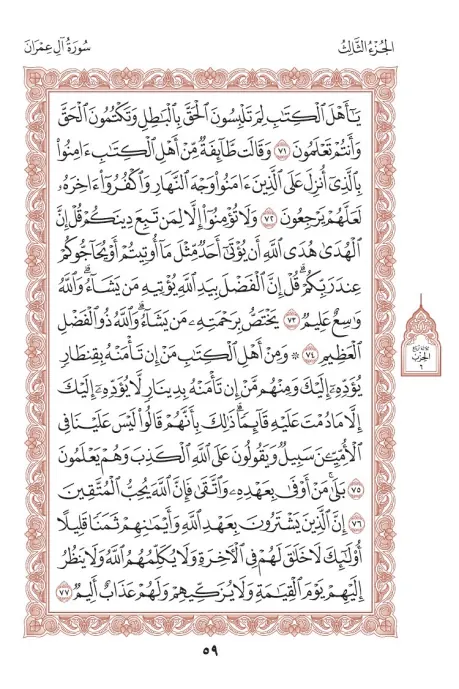 سُورَةُ آلِ عِمْرَانَ
الجُزْءُ الثَّالِثُ
يَٰٓأَهْلَ ٱلْكِتَٰبِ لِمَ تَلْبِسُونَ ٱلْحَقَّ بِٱلْبَٰطِلِ وَتَكْتُمُونَ ٱلْحَقَّ
وَأَنتُمْ تَعْلَمُونَ ٧١ وَقَالَت طَّآئِفَةٌ مِّنْ أَهْلِ ٱلْكِتَٰبِ ءَامِنُوا۟
بِٱلَّذِىٓ أُنزِلَ عَلَى ٱلَّذِينَ ءَامَنُوا۟ وَجْهَ ٱلنَّهَارِ وَٱكْفُرُوٓا۟ ءَاخِرَهُۥ
لَعَلَّهُمْ يَرْجِعُونَ ٧٢ وَلَا تُؤْمِنُوٓا۟ إِلَّا لِمَن تَبِعَ دِينَكُمْ قُلْ إِنَّ
ٱلْهُدَىٰ هُدَى ٱللَّهِ أَن يُؤْتَىٰٓ أَحَدٌ مِّثْلَ مَآ أُوتِيتُمْ أَوْ يُحَآجُّوكُمْ
عِندَ رَبِّكُمْ ۗ قُلْ إِنَّ ٱلْفَضْلَ بِيَدِ ٱللَّهِ يُؤْتِيهِ مَن يَشَآءُ ۗ وَٱللَّهُ
وَٰسِعٌ عَلِيمٌ ٧٣ يَخْتَصُّ بِرَحْمَتِهِۦ مَن يَشَآءُ ۗ وَٱللَّهُ ذُو ٱلْفَضْلِ
ٱلْعَظِيمِ ٧٤ ۞ وَمِنْ أَهْلِ ٱلْكِتَٰبِ مَنْ إِن تَأْمَنْهُ بِقِنطَارٍ
يُؤَدِّهِۦٓ إِلَيْكَ وَمِنْهُم مَّنْ إِن تَأْمَنْهُ بِدِينَارٍ لَّا يُؤَدِّهِۦٓ إِلَيْكَ
إِلَّا مَا دُمْتَ عَلَيْهِ قَآئِمًا ۗ ذَٰلِكَ بِأَنَّهُمْ قَالُوا۟ لَيْسَ عَلَيْنَا فِى
ٱلْأُمِّيِّـۧنَ سَبِيلٌ وَيَقُولُونَ عَلَى ٱللَّهِ ٱلْكَذِبَ وَهُمْ يَعْلَمُونَ
٧٥ بَلَىٰ مَنْ أَوْفَىٰ بِعَهْدِهِۦ وَٱتَّقَىٰ فَإِنَّ ٱللَّهَ يُحِبُّ ٱلْمُتَّقِينَ
٧٦ إِنَّ ٱلَّذِينَ يَشْتَرُونَ بِعَهْدِ ٱللَّهِ وَأَيْمَٰنِهِمْ ثَمَنًا قَلِيلًا
أُو۟لَٰٓئِكَ لَا خَلَٰقَ لَهُمْ فِى ٱلْءَاخِرَةِ وَلَا يُكَلِّمُهُمُ ٱللَّهُ وَلَا يَنظُرُ
إِلَيْهِمْ يَوْمَ ٱلْقِيَٰمَةِ وَلَا يُزَكِّيهِمْ وَلَهُمْ عَذَابٌ أَلِيمٌ ٧٧
الحِزْب
٦
٥٩